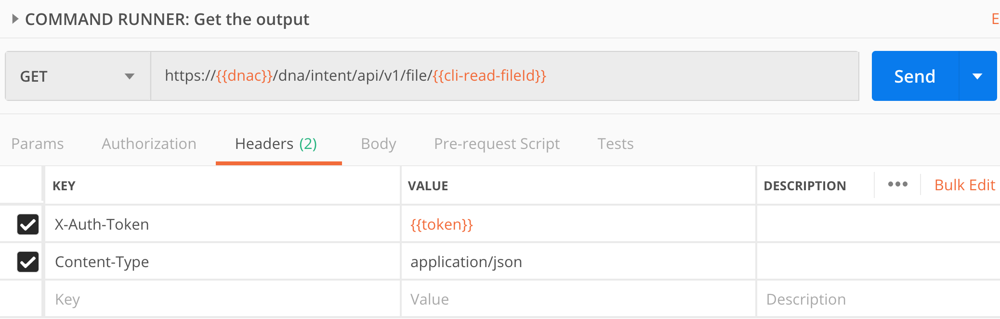 COMMAND RUNNER: Get the output
E
GET https://{{dnac}}/dna/intent/api/v1/file/{{cli-read-fileId}} Send
Params Authorization Headers (2) Body Pre-request Script Tests
KEY VALUE DESCRIPTION ••• Bulk Edit
X-Auth-Token {{token}}
Content-Type application/json
Key Value Description